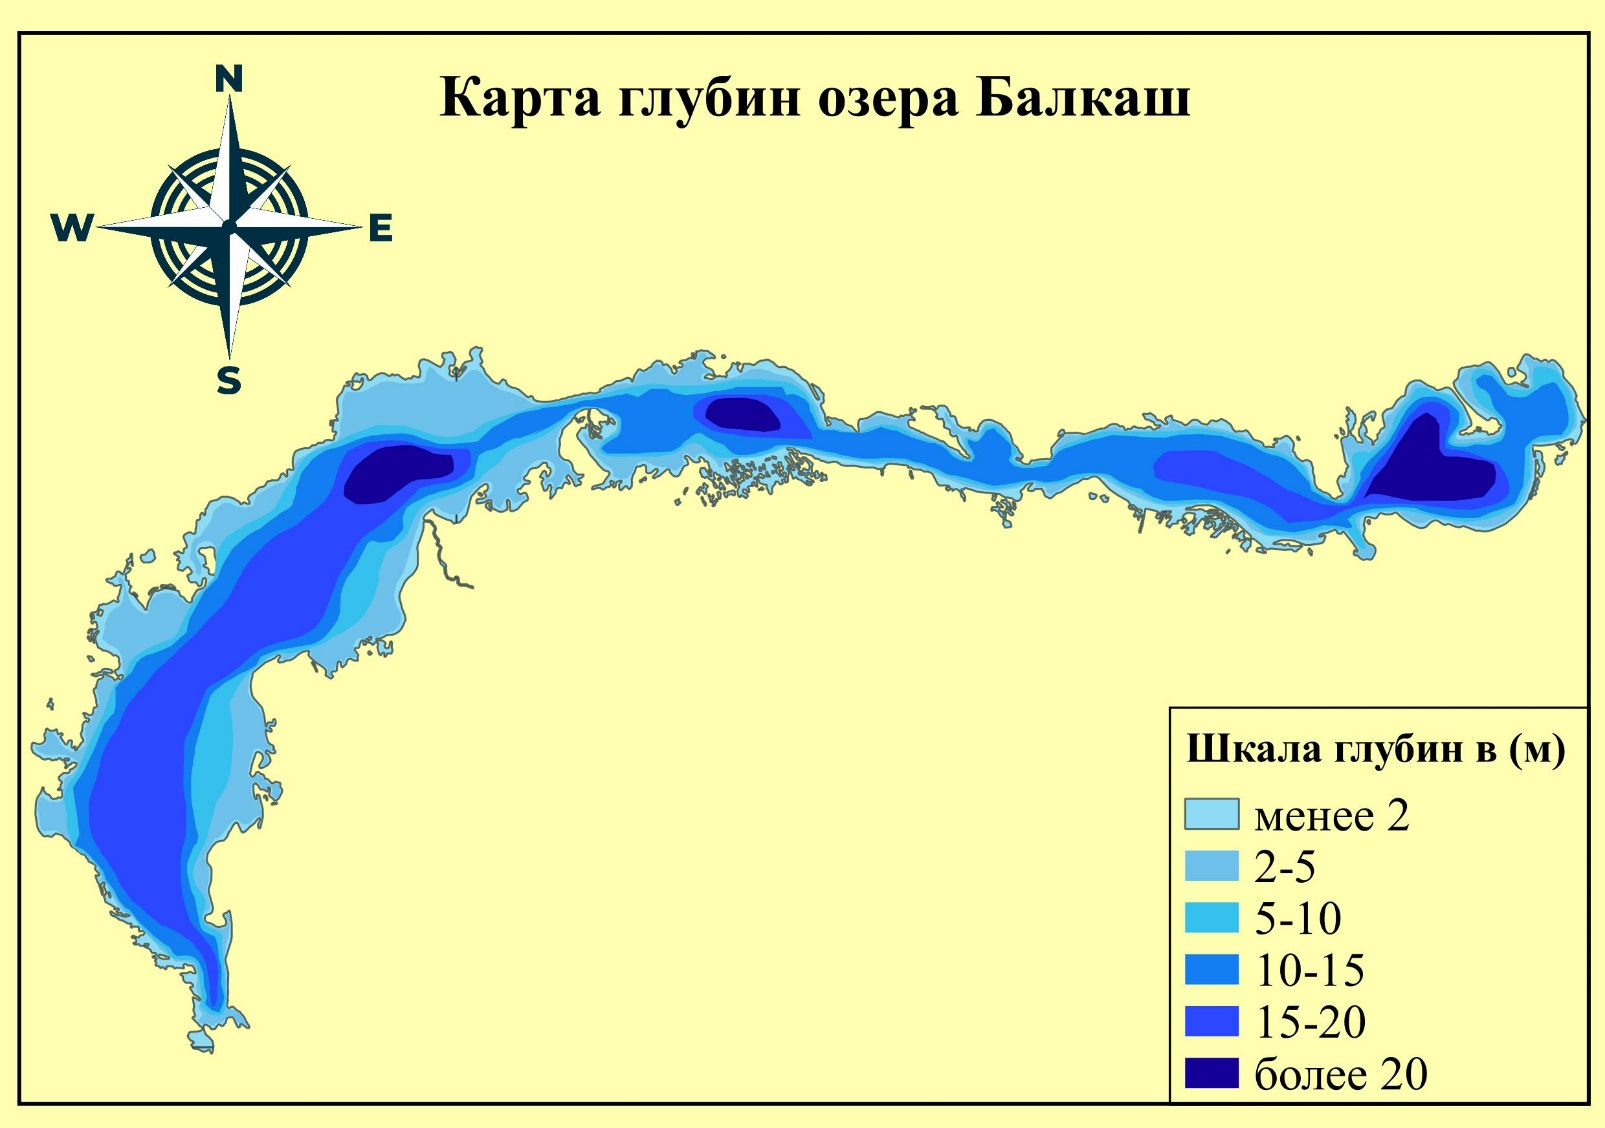 Карта глубин озера Балкаш
N
W
E
S
Шкала глубин в (м)
менее 2
2-5
5-10
10-15
15-20
более 20